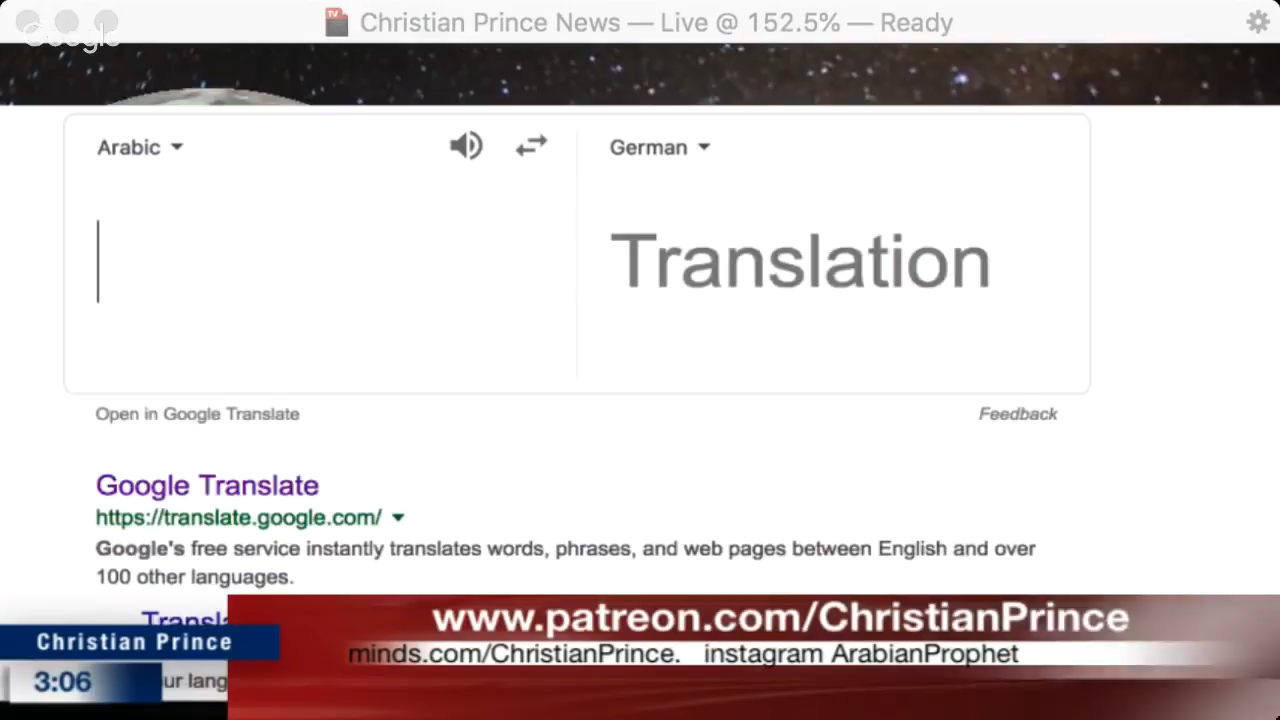 Christian Prince News — Live @ 152.5% — Ready
Google
Arabic
German
Translation
Open in Google Translate
Feedback
Google Translate
https://translate.google.com/
Google's free service instantly translates words, phrases, and web pages between English and over
100 other languages.
www.patreon.com/ChristianPrince
Christian Prince
minds.com/ChristianPrince. instagram ArabianProphet
3:06